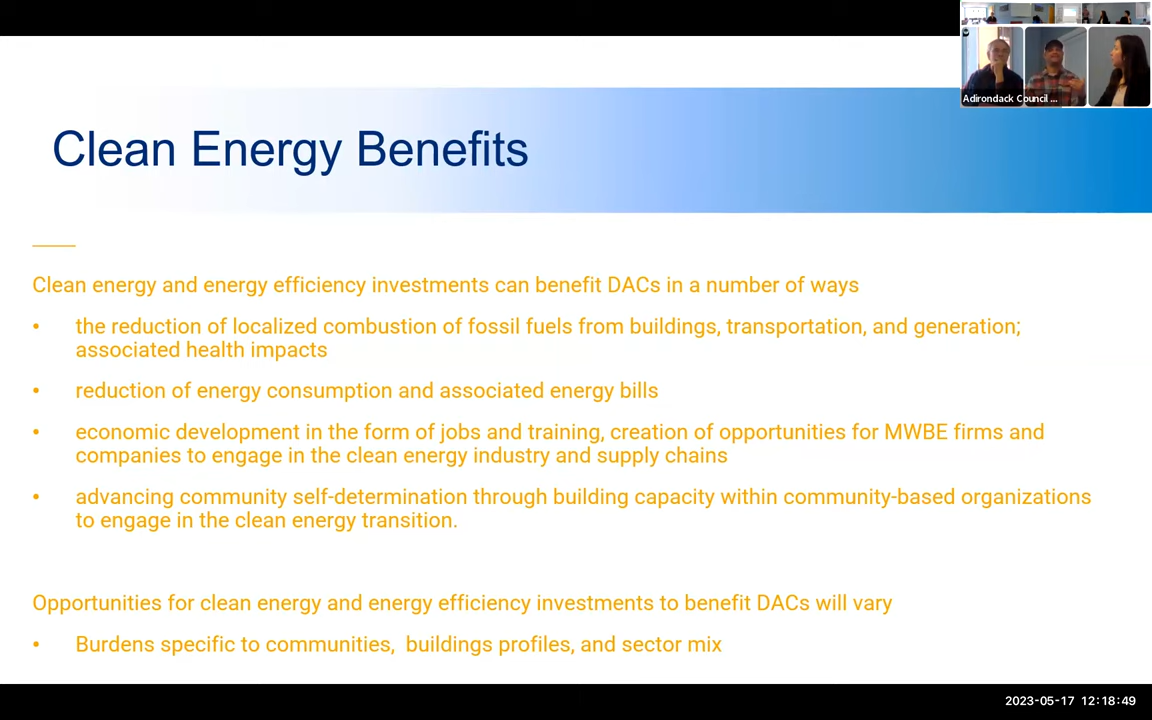 Adirondack Council ...
Clean Energy Benefits
Clean energy and energy efficiency investments can benefit DACs in a number of ways
• the reduction of localized combustion of fossil fuels from buildings, transportation, and generation;
associated health impacts
• reduction of energy consumption and associated energy bills
• economic development in the form of jobs and training, creation of opportunities for MWBE firms and
companies to engage in the clean energy industry and supply chains
• advancing community self-determination through building capacity within community-based organizations
to engage in the clean energy transition.
Opportunities for clean energy and energy efficiency investments to benefit DACs will vary
• Burdens specific to communities,  buildings profiles, and sector mix
2023-05-17 12:18:49